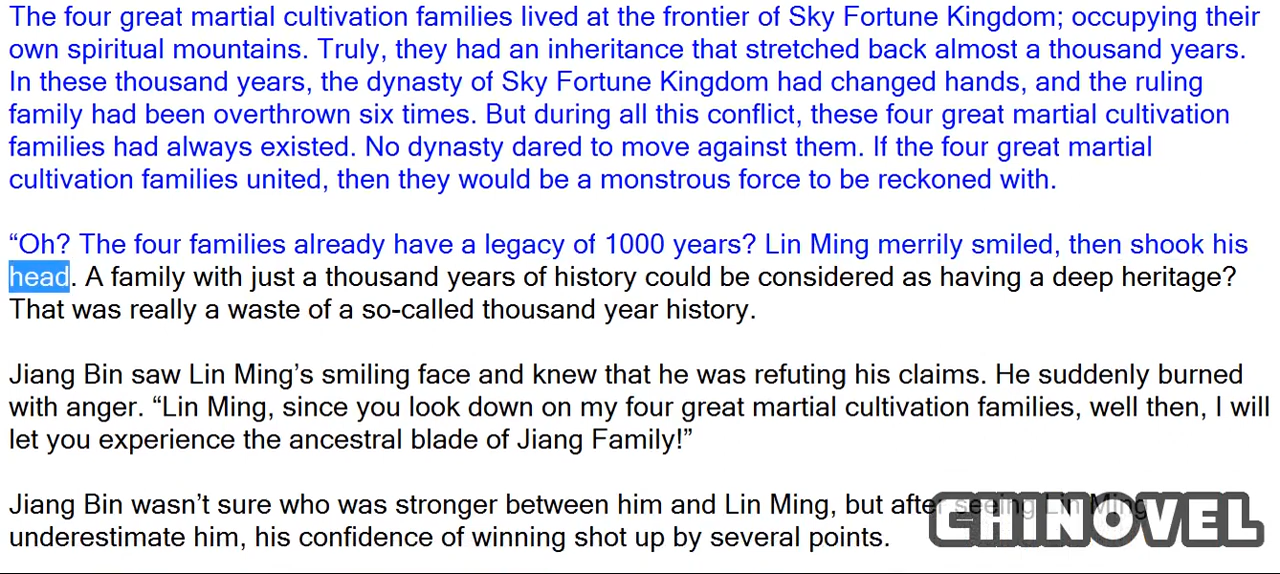 The four great martial cultivation families lived at the frontier of Sky Fortune Kingdom; occupying their
own spiritual mountains. Truly, they had an inheritance that stretched back almost a thousand years.
In these thousand years, the dynasty of Sky Fortune Kingdom had changed hands, and the ruling
family had been overthrown six times. But during all this conflict, these four great martial cultivation
families had always existed. No dynasty dared to move against them. If the four great martial
cultivation families united, then they would be a monstrous force to be reckoned with.
“Oh? The four families already have a legacy of 1000 years? Lin Ming merrily smiled, then shook his
head. A family with just a thousand years of history could be considered as having a deep heritage?
That was really a waste of a so-called thousand year history.
Jiang Bin saw Lin Ming’s smiling face and knew that he was refuting his claims. He suddenly burned
with anger. “Lin Ming, since you look down on my four great martial cultivation families, well then, I will
let you experience the ancestral blade of Jiang Family!”
Jiang Bin wasn’t sure who was stronger between him and Lin Ming, but after seeing Lin Ming
underestimate him, his confidence of winning shot up by several points.
CHINOVEL